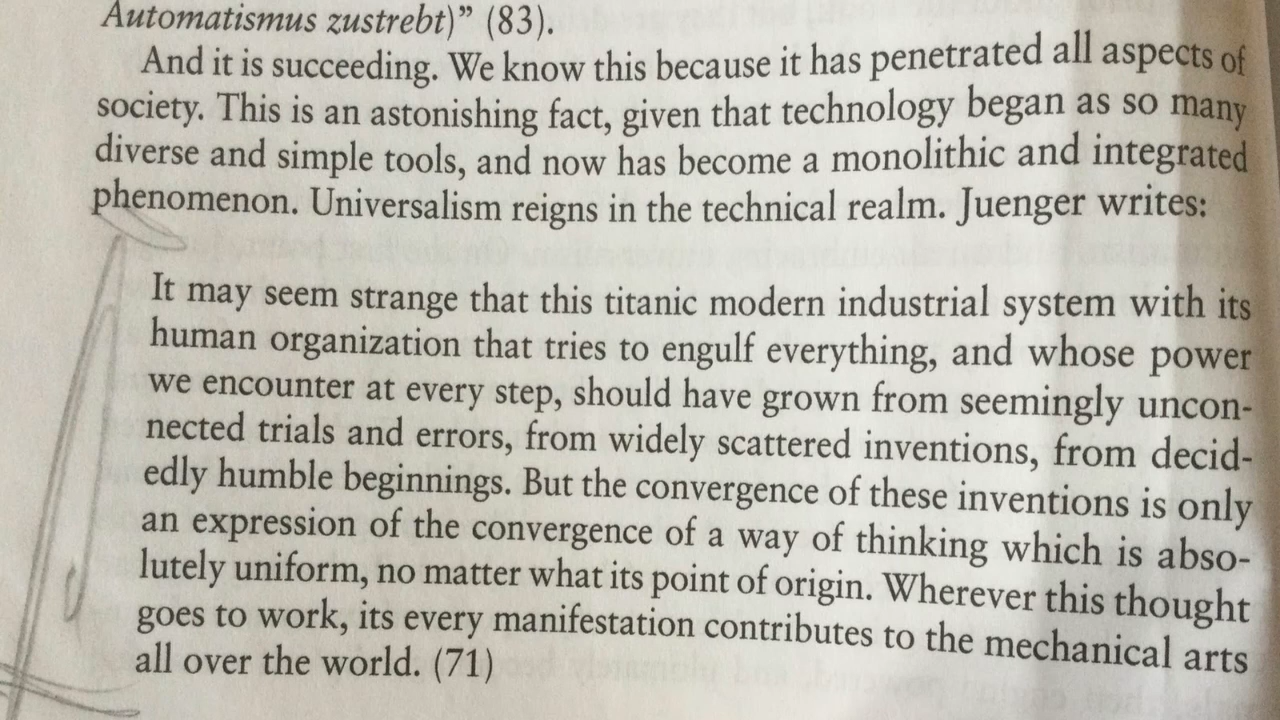 Automatismus zustrebt)” (83).
And it is succeeding. We know this because it has penetrated all aspects of
society. This is an astonishing fact, given that technology began as so many
diverse and simple tools, and now has become a monolithic and integrated
phenomenon. Universalism reigns in the technical realm. Juenger writes:
It may seem strange that this titanic modern industrial system with its
human organization that tries to engulf everything, and whose power
we encounter at every step, should have grown from seemingly uncon-
nected trials and errors, from widely scattered inventions, from decid-
edly humble beginnings. But the convergence of these inventions is only
an expression of the convergence of a way of thinking which is abso-
lutely uniform, no matter what its point of origin. Wherever this thought
goes to work, its every manifestation contributes to the mechanical arts
all over the world. (71)